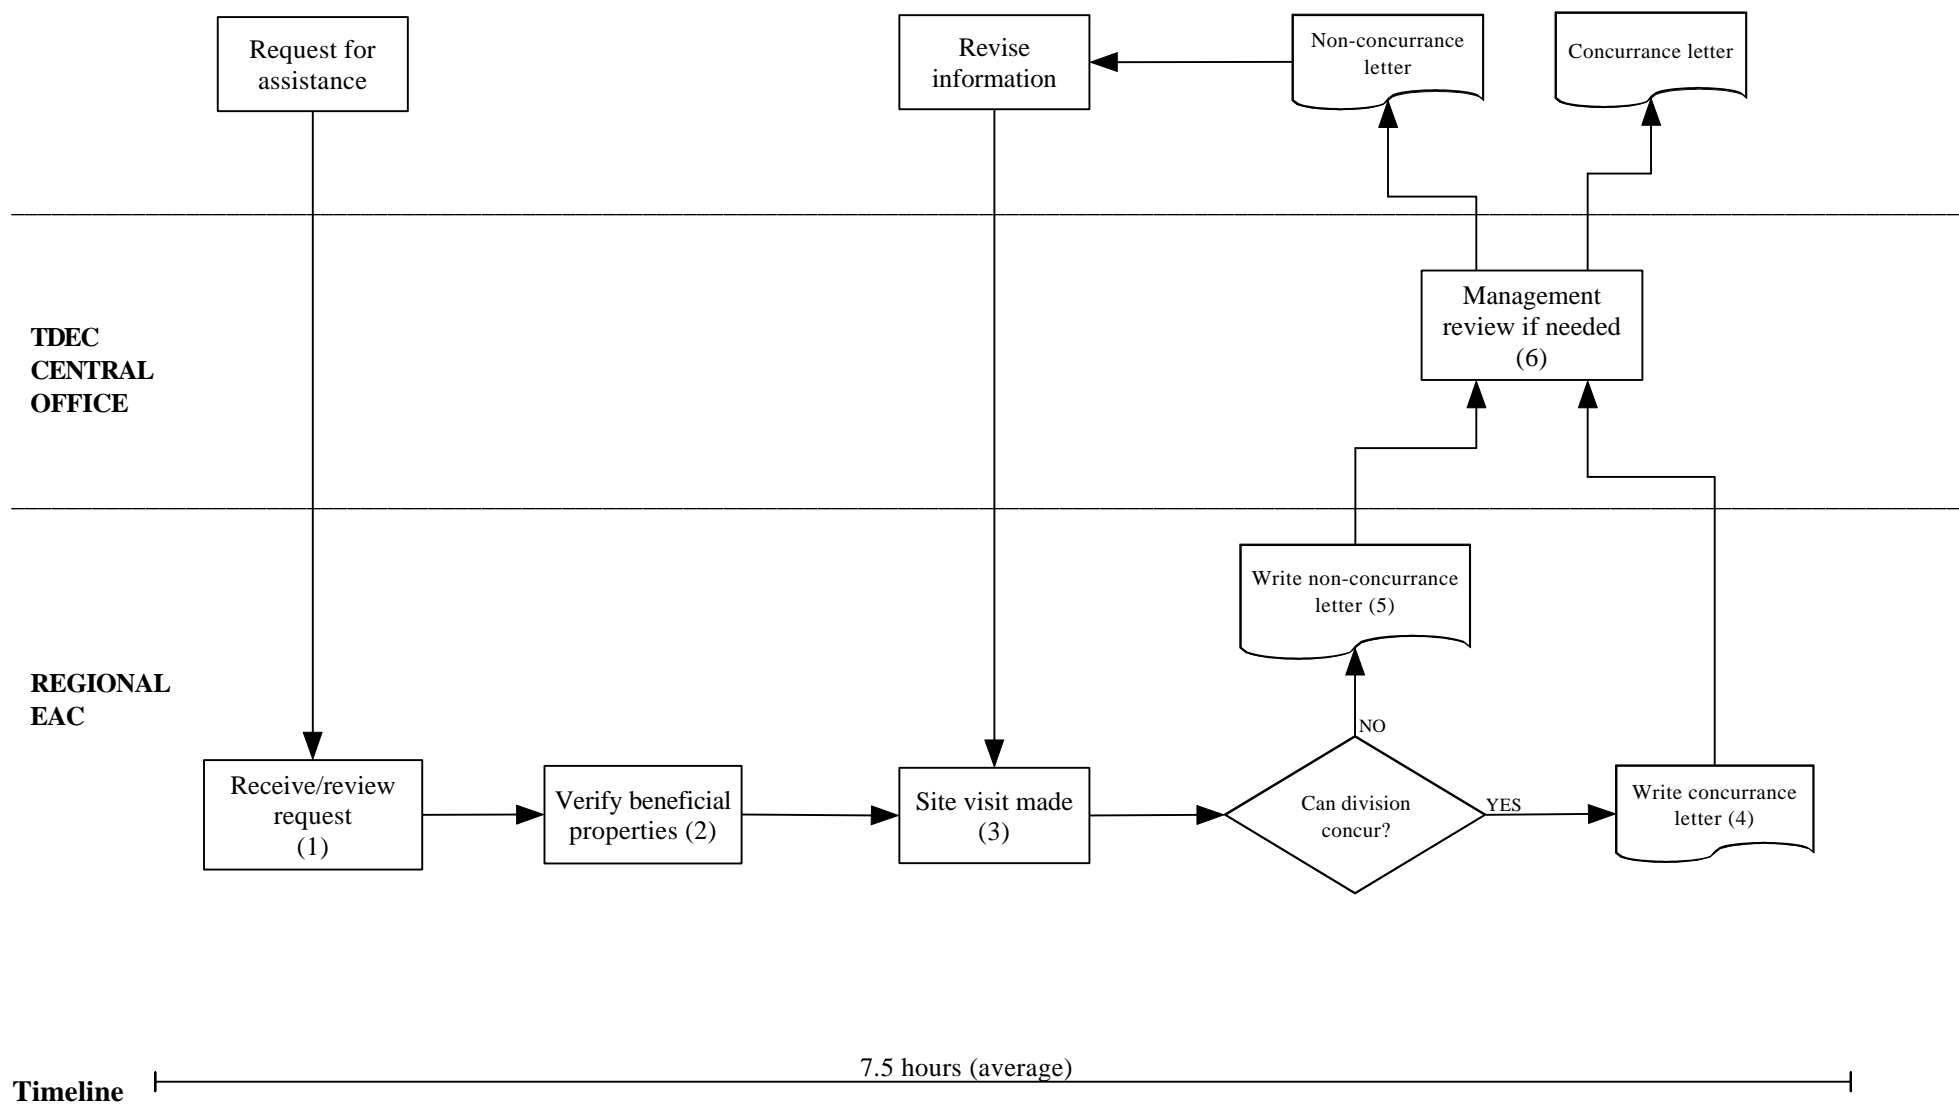 Request for
assistance
Revise
information
Non-concurrance
letter
Concurrance letter
TDEC
CENTRAL
OFFICE
Management
review if needed
(6)
REGIONAL
EAC
Write non-concurrance
letter (5)
NO
Receive/review
request
(1)
Verify beneficial
properties (2)
Site visit made
(3)
Can division
concur?
YES
Write concurrance
letter (4)
Timeline
7.5 hours (average)